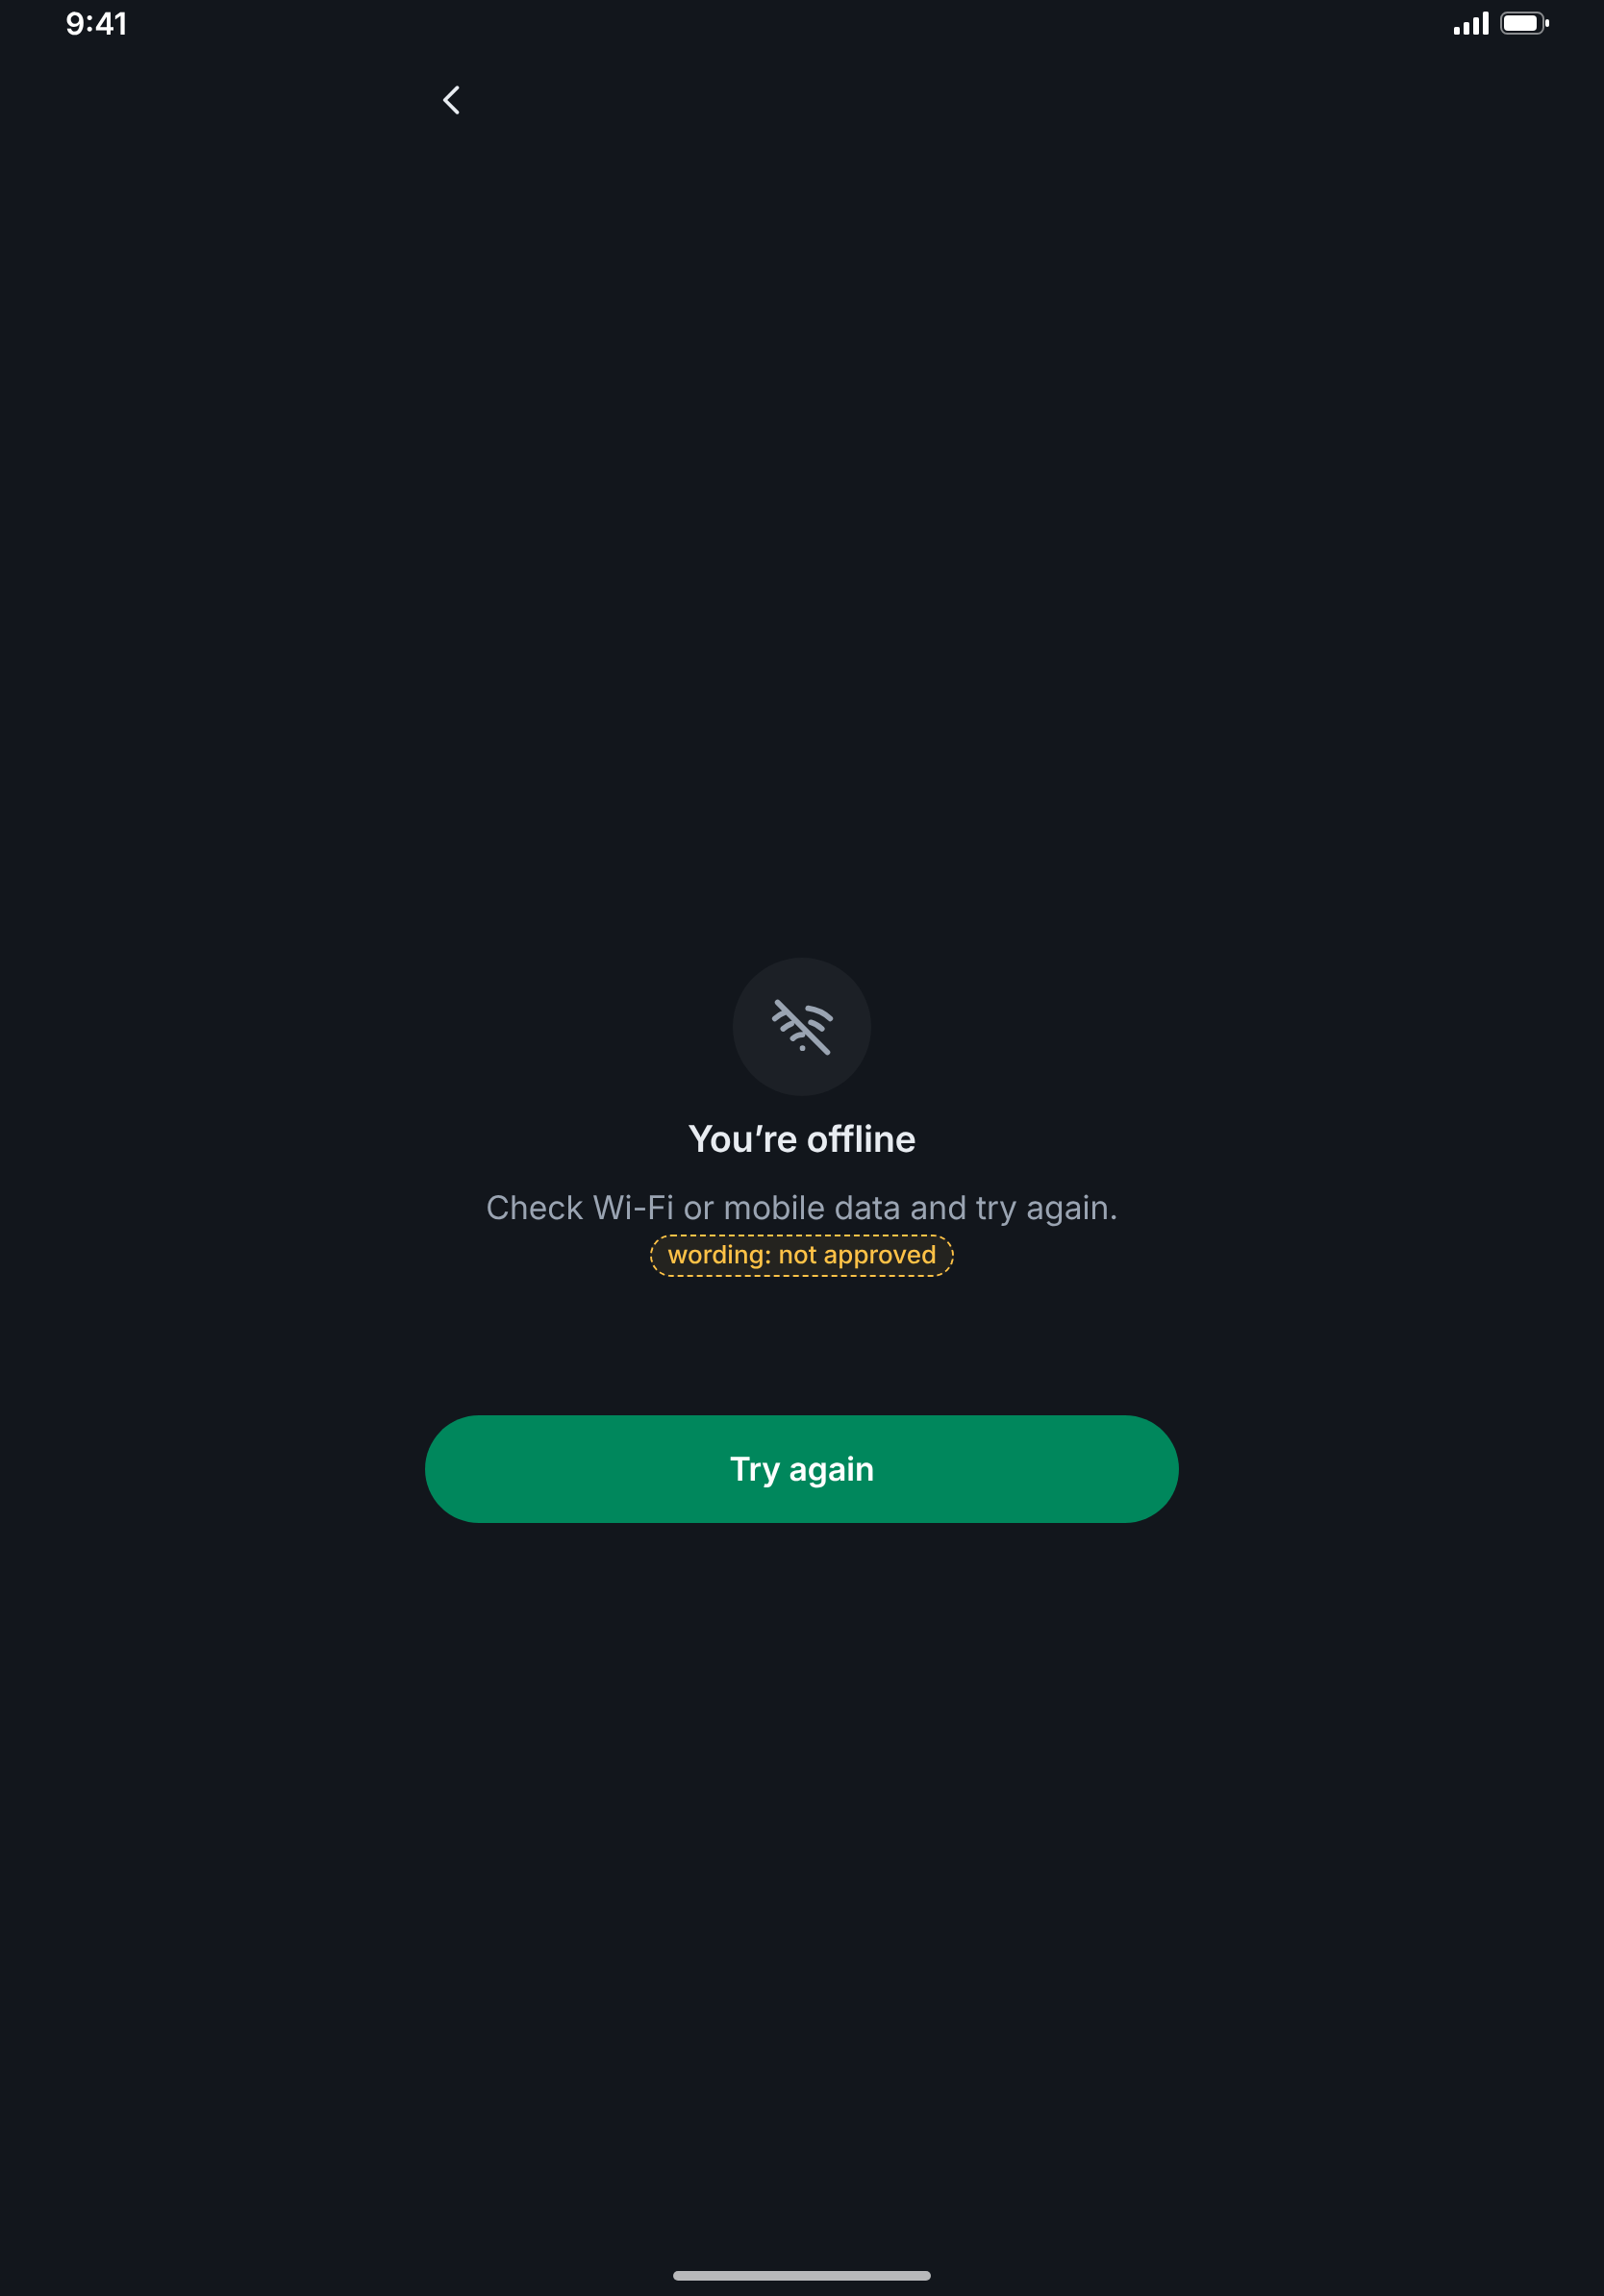 9:41
You’re offline
Check Wi-Fi or mobile data and try again.
wording: not approved
Try again